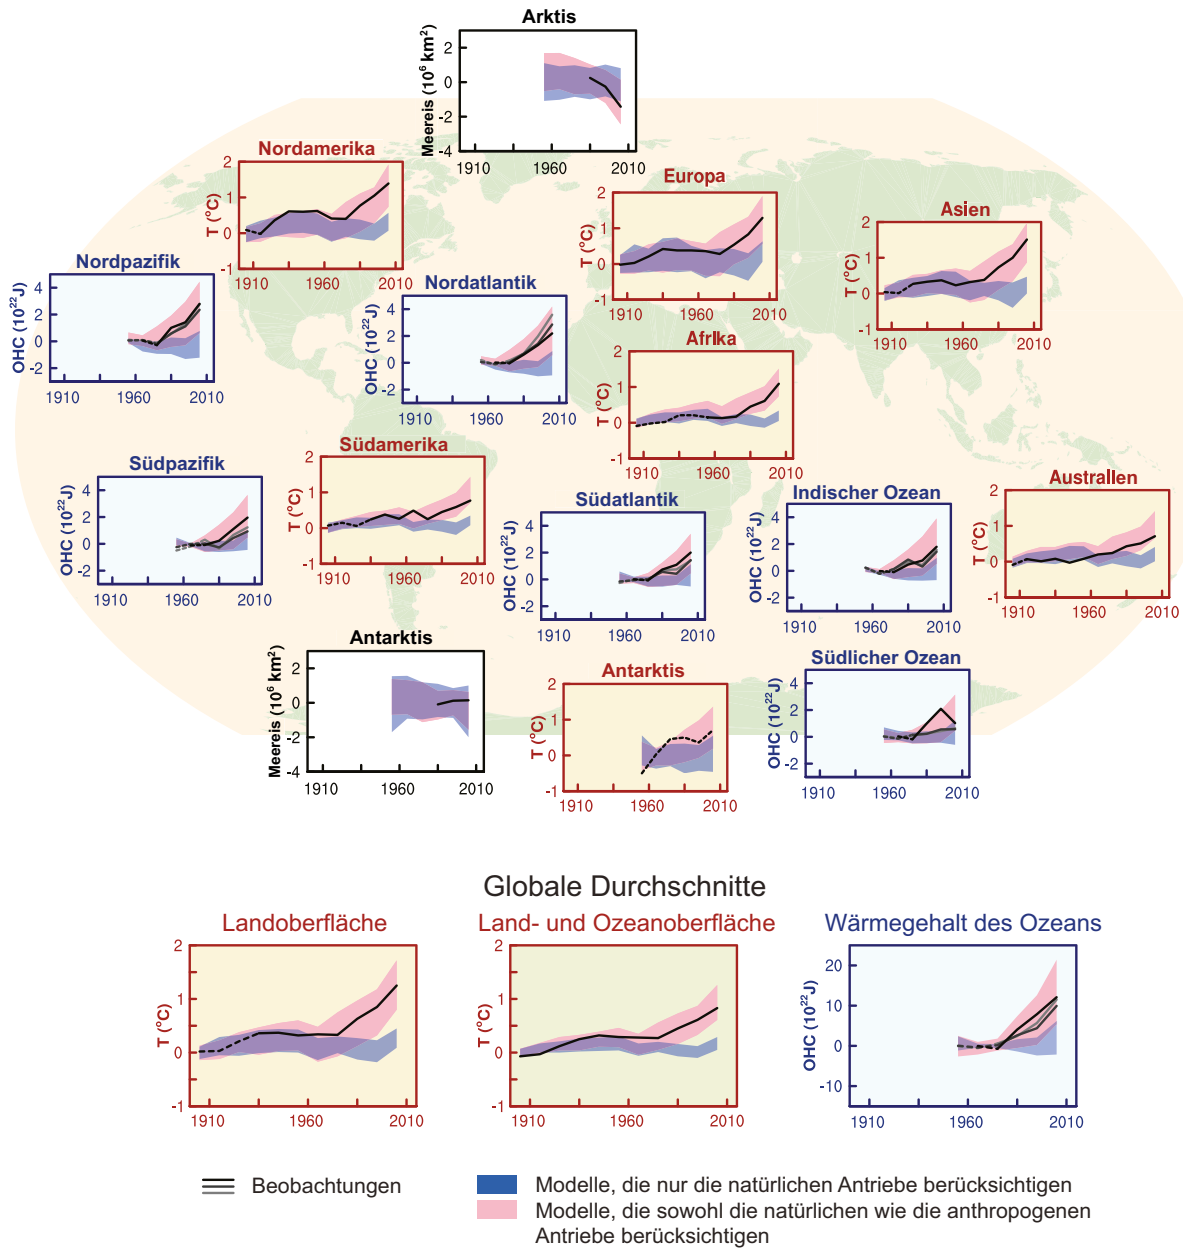 Arktis
Meereis (10⁶ km²)
2
0
-2
-4
1910 1960 2010
Nordamerika
T (°C)
2
1
0
-1
1910 1960 2010
Europa
T (°C)
2
1
0
-1
1910 1960 2010
Asien
T (°C)
2
1
0
-1
1910 1960 2010
Nordpazifik
OHC (10²²J)
4
2
0
-2
1910 1960 2010
Nordatlantik
OHC (10²²J)
4
2
0
-2
1910 1960 2010
AfrIka
T (°C)
2
1
0
-1
1910 1960 2010
Südamerika
T (°C)
2
1
0
-1
1910 1960 2010
Südpazifik
OHC (10²²J)
4
2
0
-2
1910 1960 2010
Südatlantik
OHC (10²²J)
4
2
0
-2
1910 1960 2010
Indischer Ozean
OHC (10²²J)
4
2
0
-2
1910 1960 2010
Australlen
T (°C)
2
1
0
-1
1910 1960 2010
Antarktis
Meereis (10⁶ km²)
2
0
-2
-4
1910 1960 2010
Antarktis
T (°C)
2
1
0
-1
1910 1960 2010
Südlicher Ozean
OHC (10²²J)
4
2
0
-2
1910 1960 2010
Globale Durchschnitte
Landoberfläche
T (°C)
2
1
0
-1
1910 1960 2010
Land- und Ozeanoberfläche
T (°C)
2
1
0
-1
1910 1960 2010
Wärmegehalt des Ozeans
OHC (10²²J)
20
10
0
-10
1910 1960 2010
Beobachtungen
Modelle, die nur die natürlichen Antriebe berücksichtigen
Modelle, die sowohl die natürlichen wie die anthropogenen
Antriebe berücksichtigen